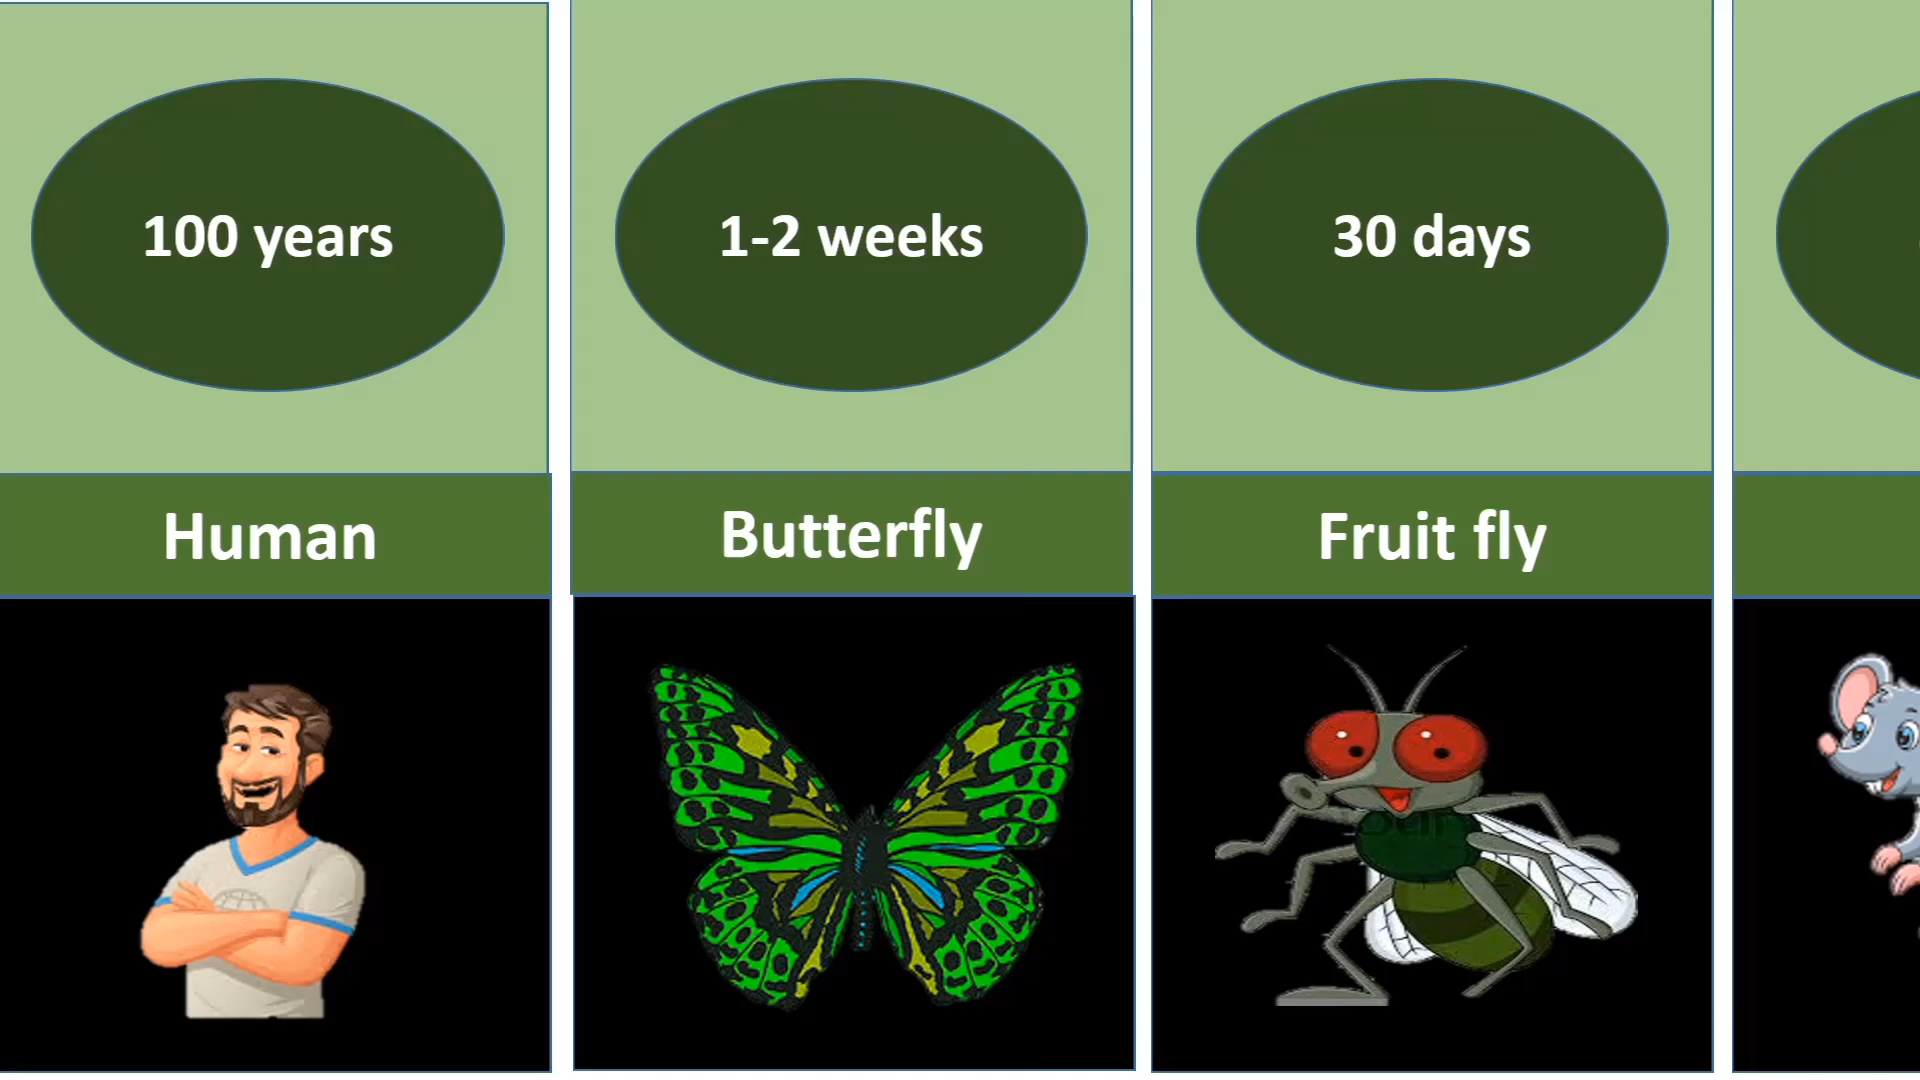 100 years
1-2 weeks
30 days
Human
Butterfly
Fruit fly